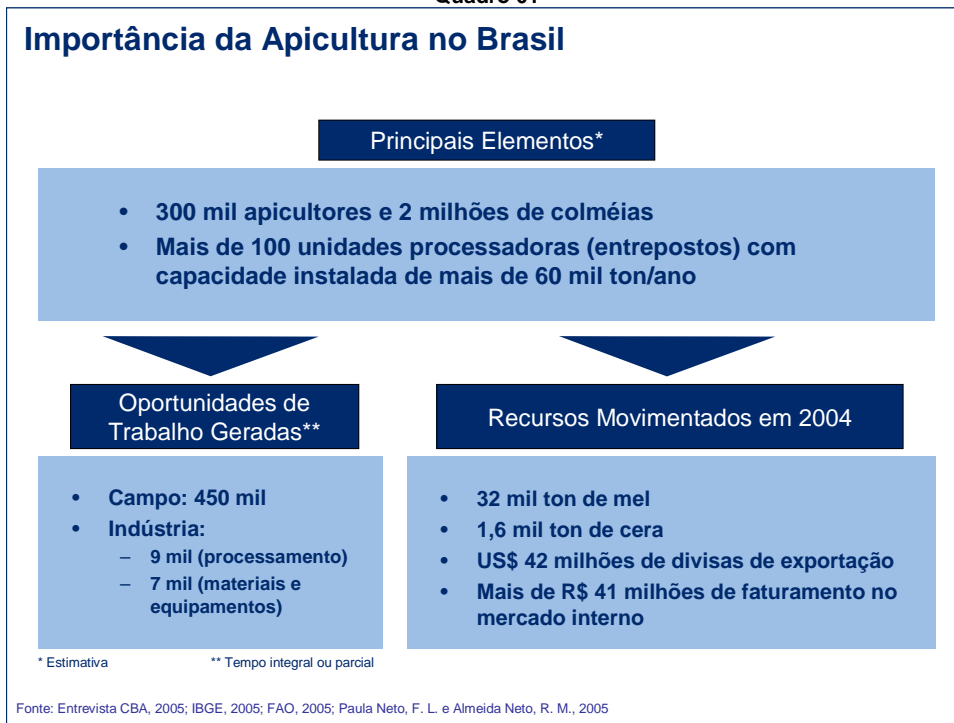 Quadro 01
Importância da Apicultura no Brasil
Principais Elementos*
• 300 mil apicultores e 2 milhões de colméias
• Mais de 100 unidades processadoras (entrepostos) com
capacidade instalada de mais de 60 mil ton/ano
Oportunidades de
Trabalho Geradas**
• Campo: 450 mil
• Indústria:
– 9 mil (processamento)
– 7 mil (materiais e
equipamentos)
Recursos Movimentados em 2004
• 32 mil ton de mel
• 1,6 mil ton de cera
• US$ 42 milhões de divisas de exportação
• Mais de R$ 41 milhões de faturamento no
mercado interno
* Estimativa ** Tempo integral ou parcial
Fonte: Entrevista CBA, 2005; IBGE, 2005; FAO, 2005; Paula Neto, F. L. e Almeida Neto, R. M., 2005